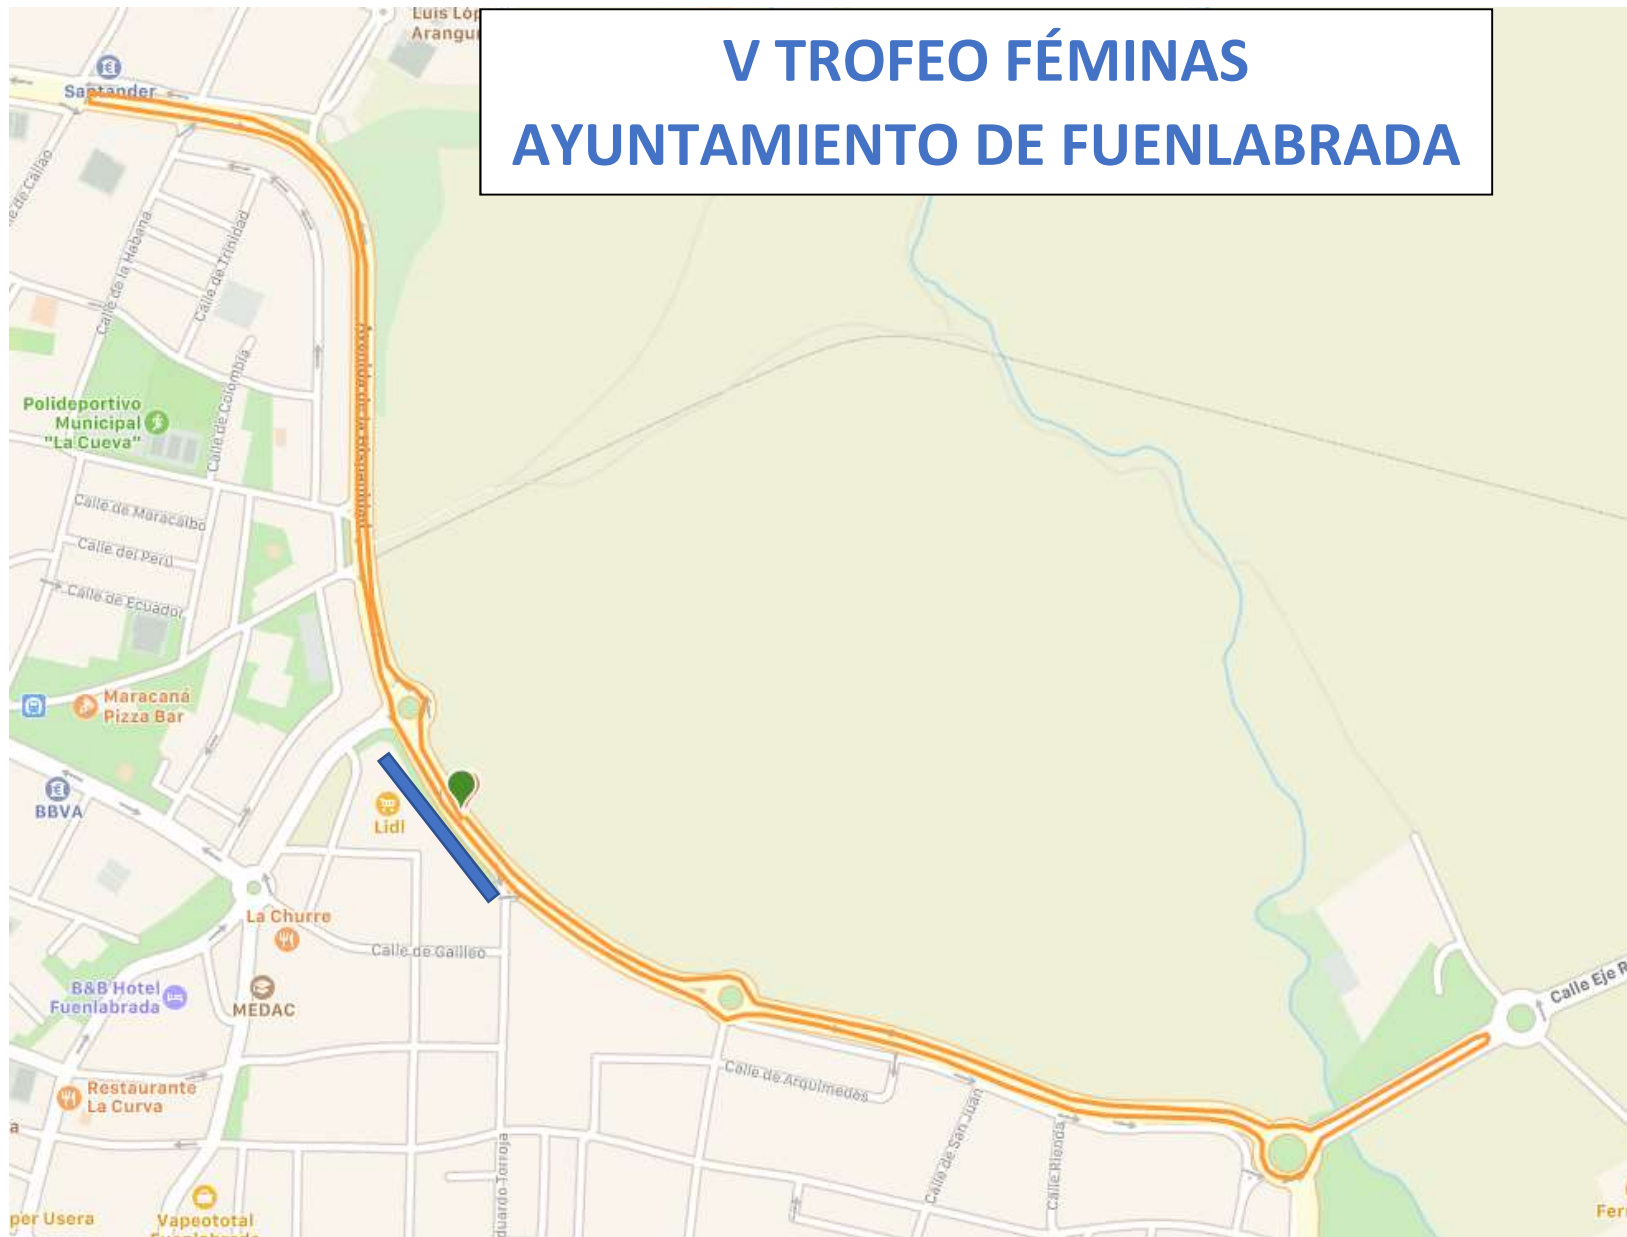 V TROFEO FÉMINAS
AYUNTAMIENTO DE FUENLABRADA
Luis
Santander
Calle de la Habana
Calle de Trinidad
Calle de Colombia
Polideportivo
Municipal
"La Cueva"
Calle de Maracaibo
Calle del Perú
Calle de Ecuador
Maracaná
Pizza Bar
BBVA
Lidl
La Churre
Calle de Galileo
B&B Hotel
Fuenlabrada
MEDAC
Calle Eje
Restaurante
La Curva
Calle de Arquímedes
Calle de San Juan
Calle Rienda
Torroja
Usera
Vapeototal